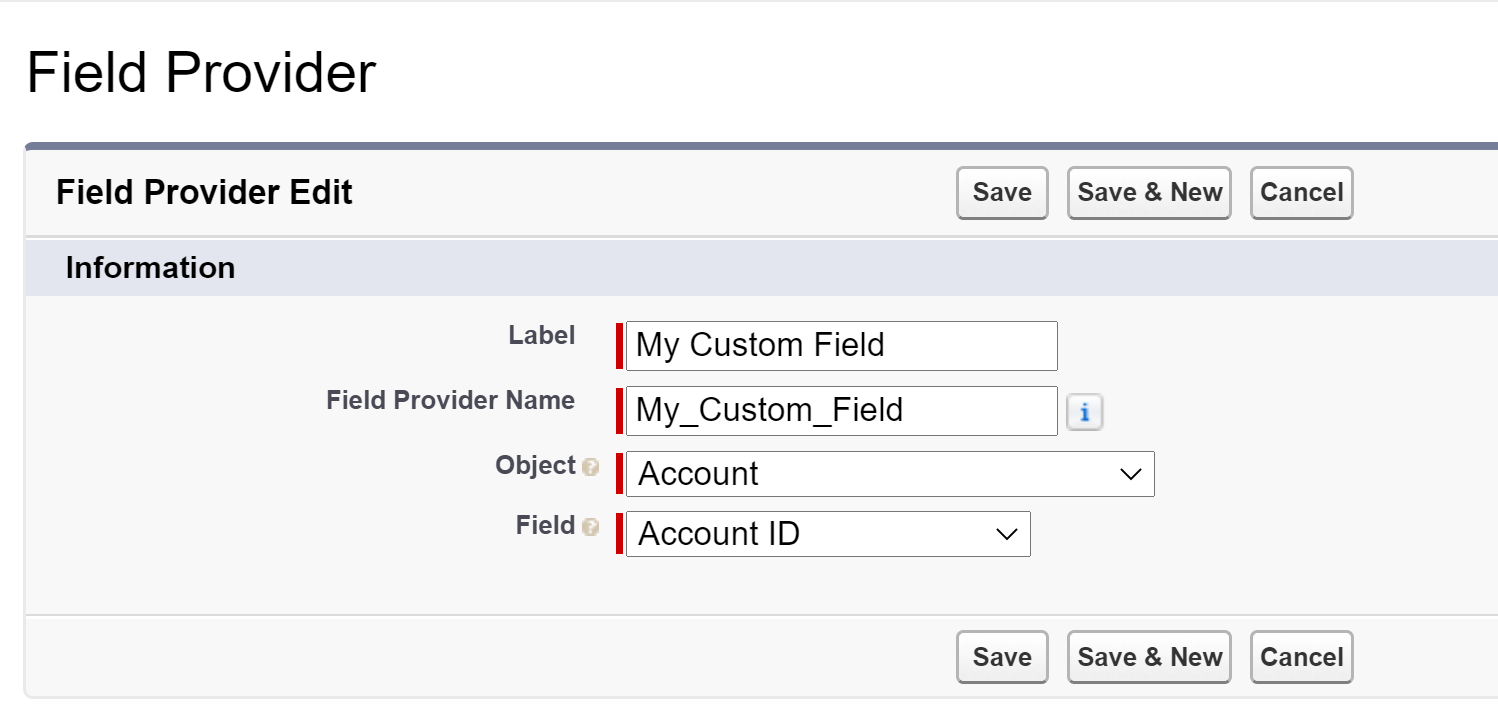 Field Provider
Field Provider Edit Save Save & New Cancel
Information
Label My Custom Field
Field Provider Name My_Custom_Field i
Object ? Account
Field ? Account ID
Save Save & New Cancel